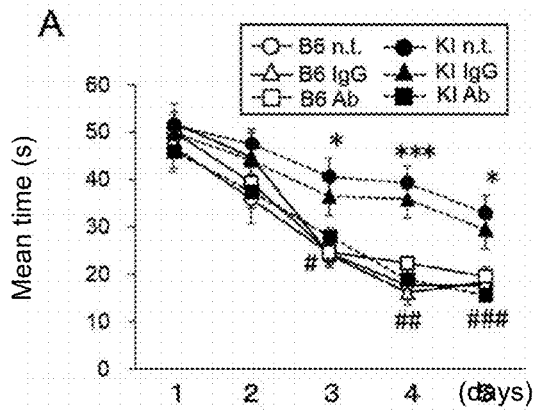 A
B6 n.t. KI n.t.
B6 IgG KI IgG
B6 Ab KI Ab
60
50
40
30
20
10
0
Mean time (s)
* *** *
# ## ###
1 2 3 4 5 (days)